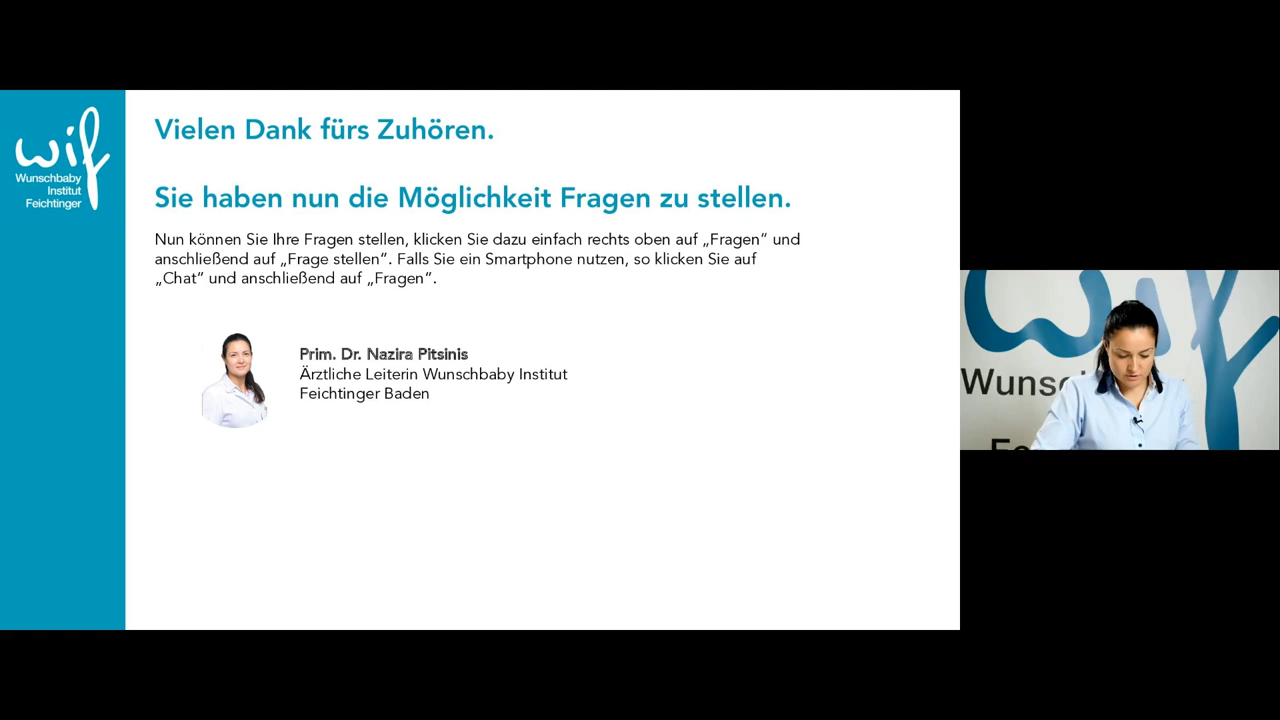 wif
Wunschbaby
Institut
Feichtinger
Vielen Dank fürs Zuhören.
Sie haben nun die Möglichkeit Fragen zu stellen.
Nun können Sie Ihre Fragen stellen, klicken Sie dazu einfach rechts oben auf „Fragen“ und
anschließend auf „Frage stellen“. Falls Sie ein Smartphone nutzen, so klicken Sie auf
„Chat“ und anschließend auf „Fragen“.
Prim. Dr. Nazira Pitsinis
Ärztliche Leiterin Wunschbaby Institut
Feichtinger Baden
wif
Wunsc
Fe